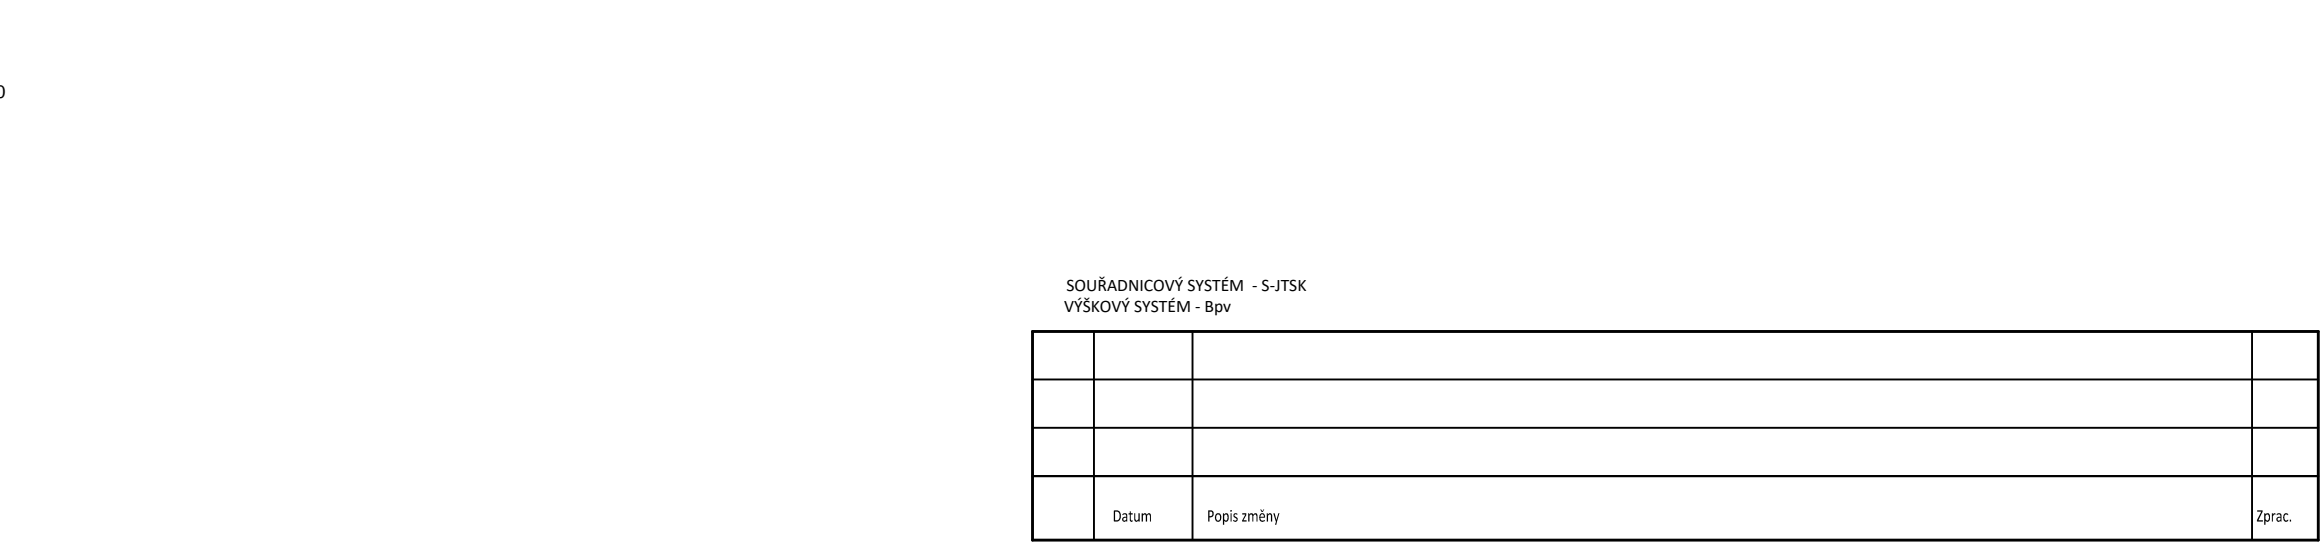 0
SOUŘADNICOVÝ SYSTÉM - S-JTSK
VÝŠKOVÝ SYSTÉM - Bpv
Datum Popis změny Zprac.